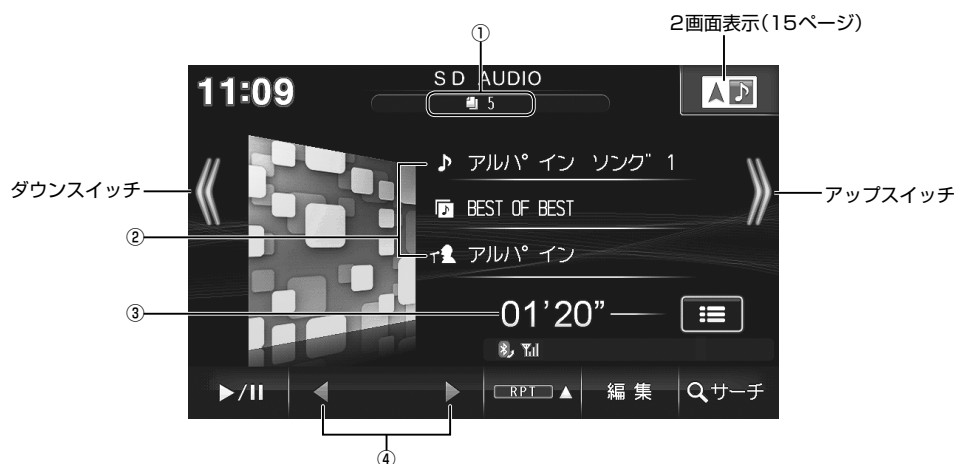 ①
2画面表示(15ページ)
11:09
SD AUDIO
5
アルパイン ソング 1
ダウンスイッチ
アップスイッチ
BEST OF BEST
②
アルパイン
③
01'20”
▶/II
RPT ▲
編集
サーチ
④